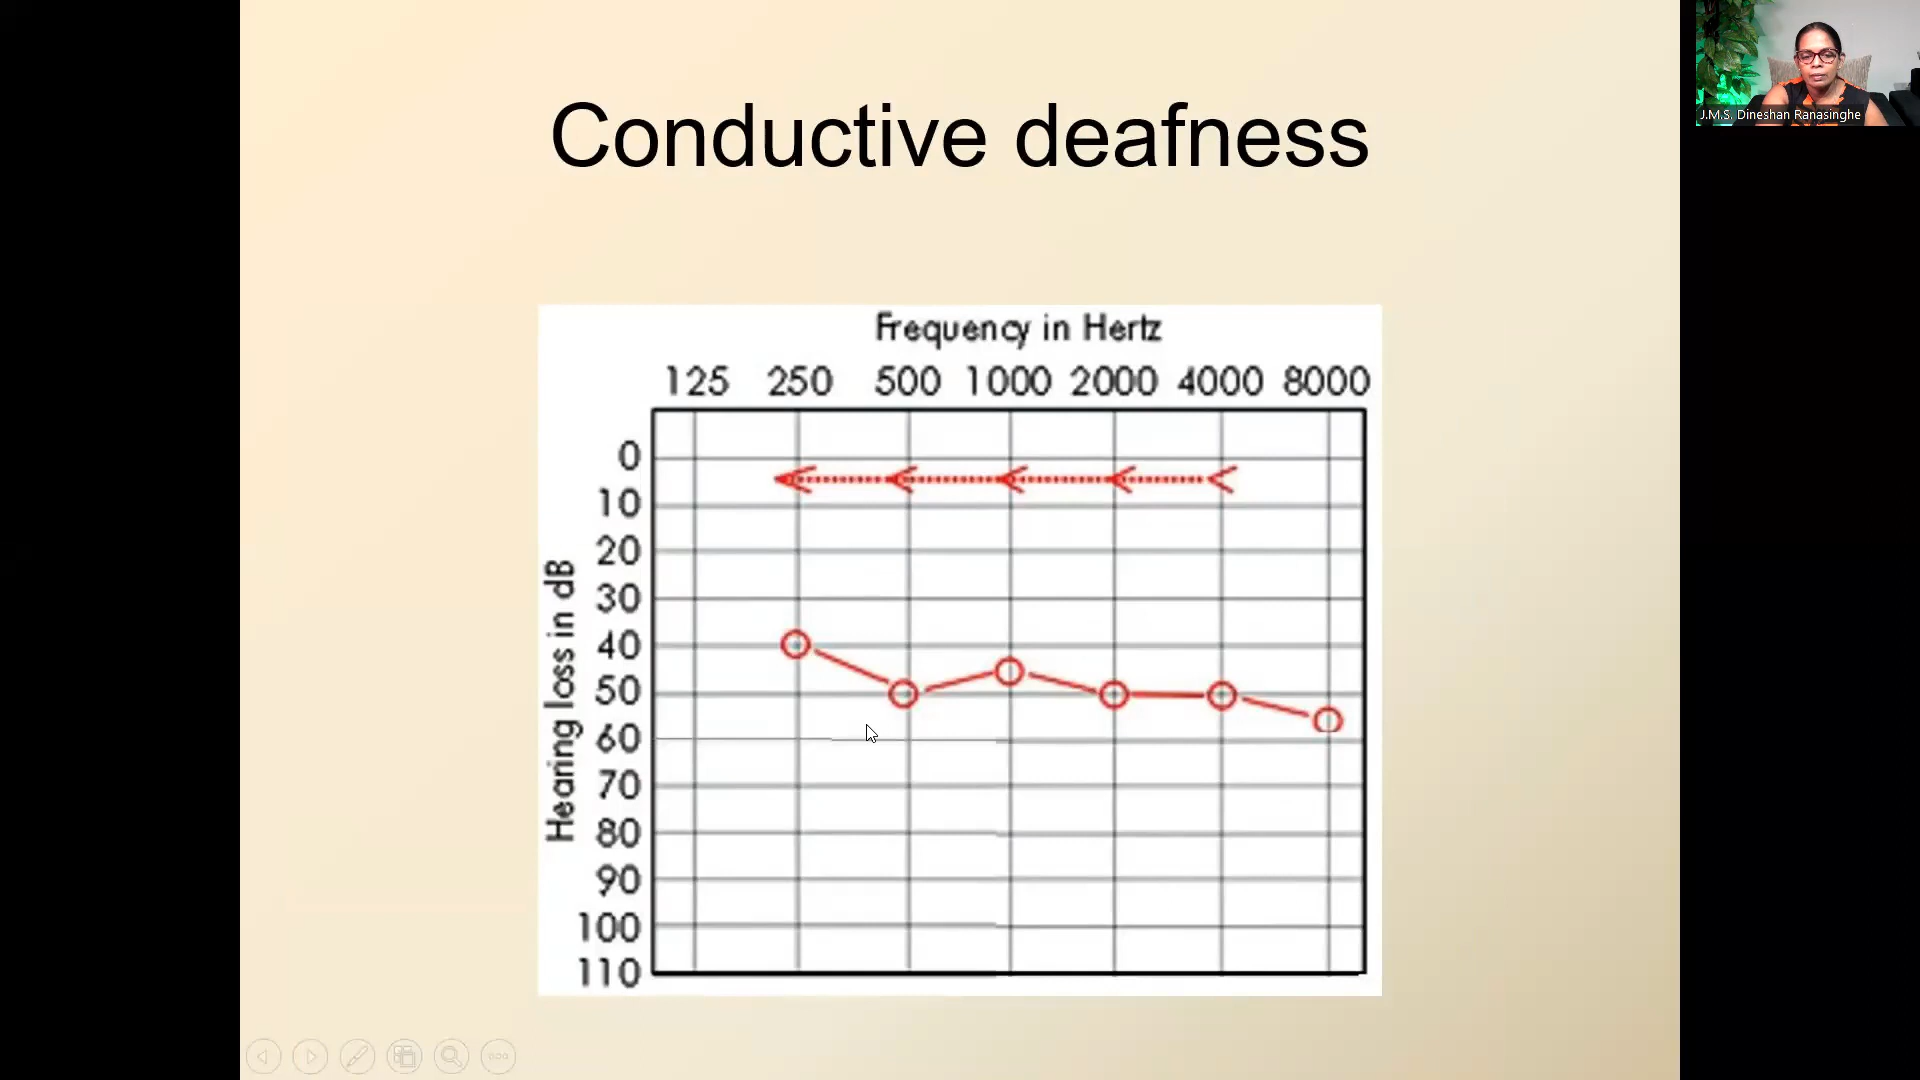 Conductive deafness
J.M.S. Dineshan Ranasinghe
Frequency in Hertz
125 250 500 1000 2000 4000 8000
Hearing loss in dB
0
10
20
30
40
50
60
70
80
90
100
110